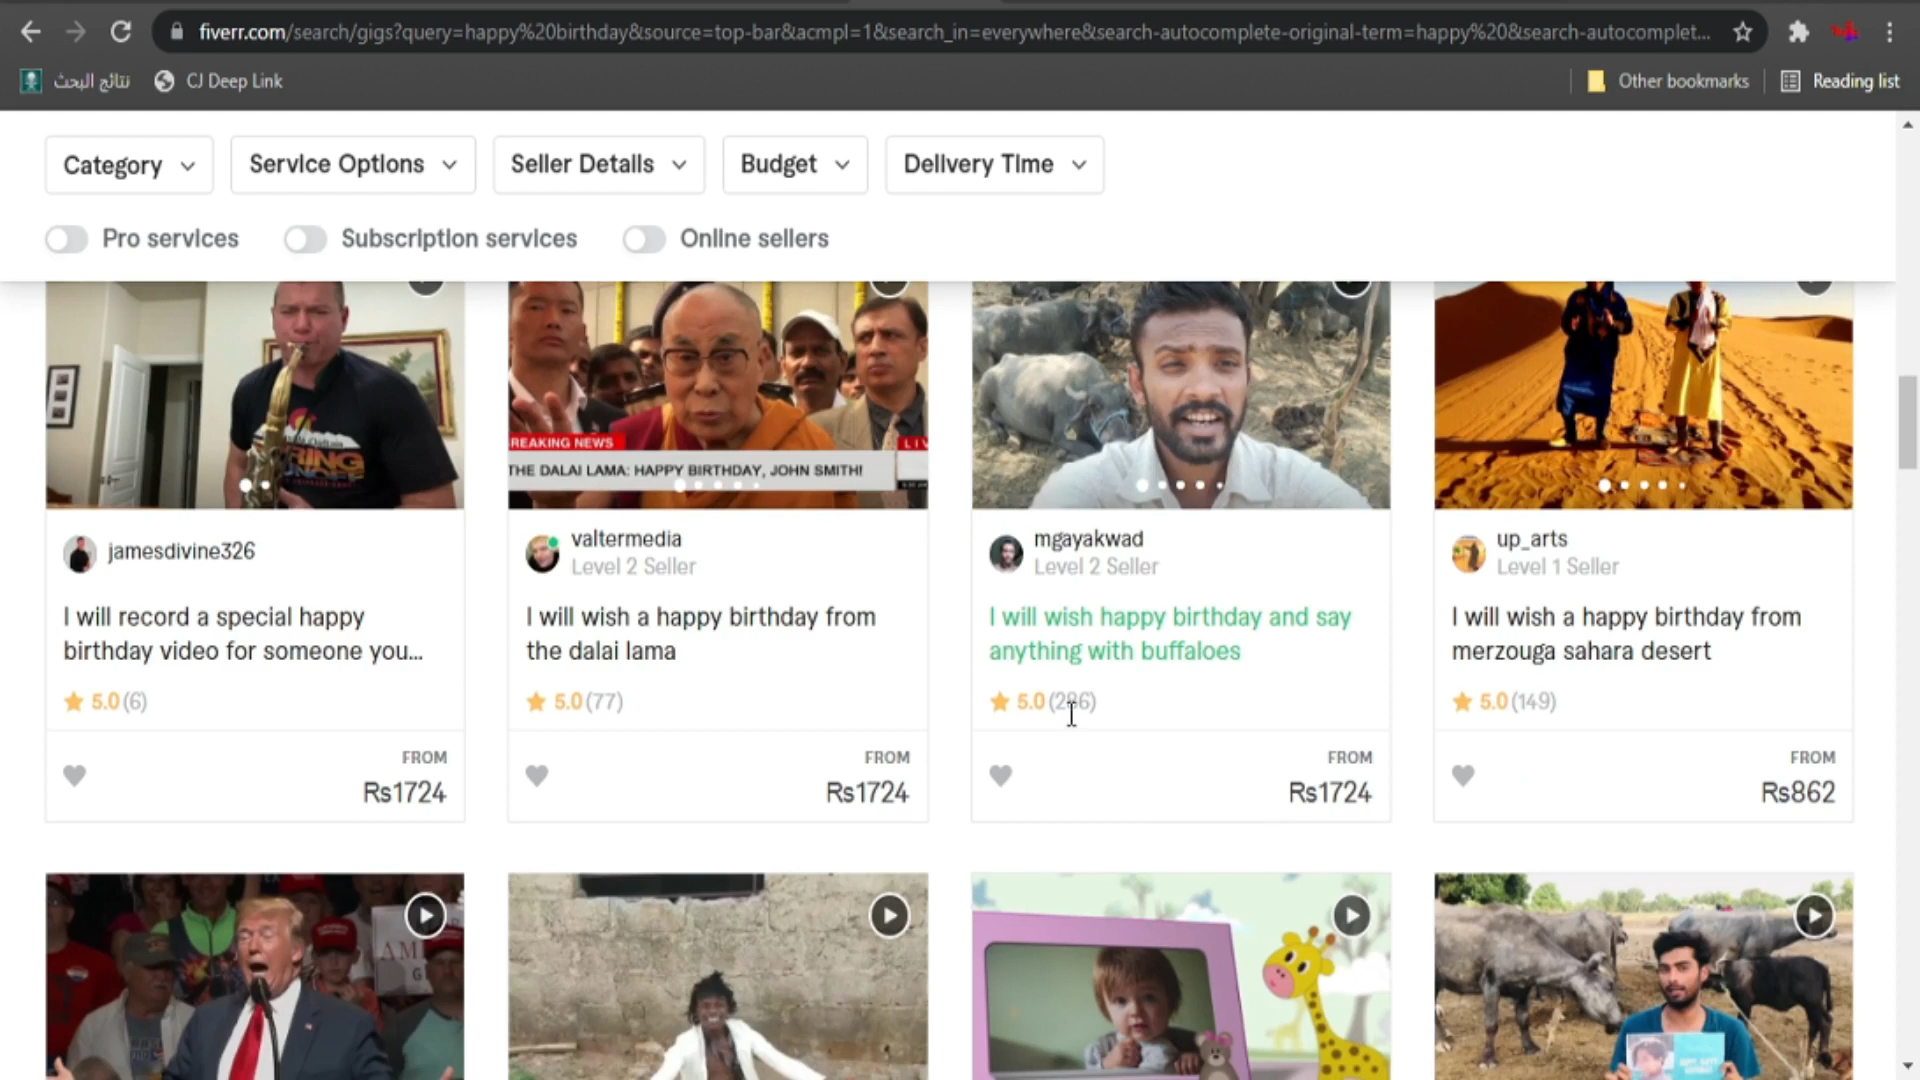 fiverr.com/search/gigs?query=happy%20birthday&source=top-bar&acmpl=1&search_in=everywhere&search-autocomplete-original-term=happy%20&search-autocomplet...
نتائج البحث
CJ Deep Link
Other bookmarks
Reading list
Category
Service Options
Seller Details
Budget
Delivery Time
Pro services
Subscription services
Online sellers
REAKING NEWS
LIV
THE DALAI LAMA: HAPPY BIRTHDAY, JOHN SMITH!
jamesdivine326
I will record a special happy
birthday video for someone you...
5.0 (6)
FROM
Rs1724
valtermedia
Level 2 Seller
I will wish a happy birthday from
the dalai lama
5.0 (77)
FROM
Rs1724
mgayakwad
Level 2 Seller
I will wish happy birthday and say
anything with buffaloes
5.0 (286)
FROM
Rs1724
up_arts
Level 1 Seller
I will wish a happy birthday from
merzouga sahara desert
5.0 (149)
FROM
Rs862